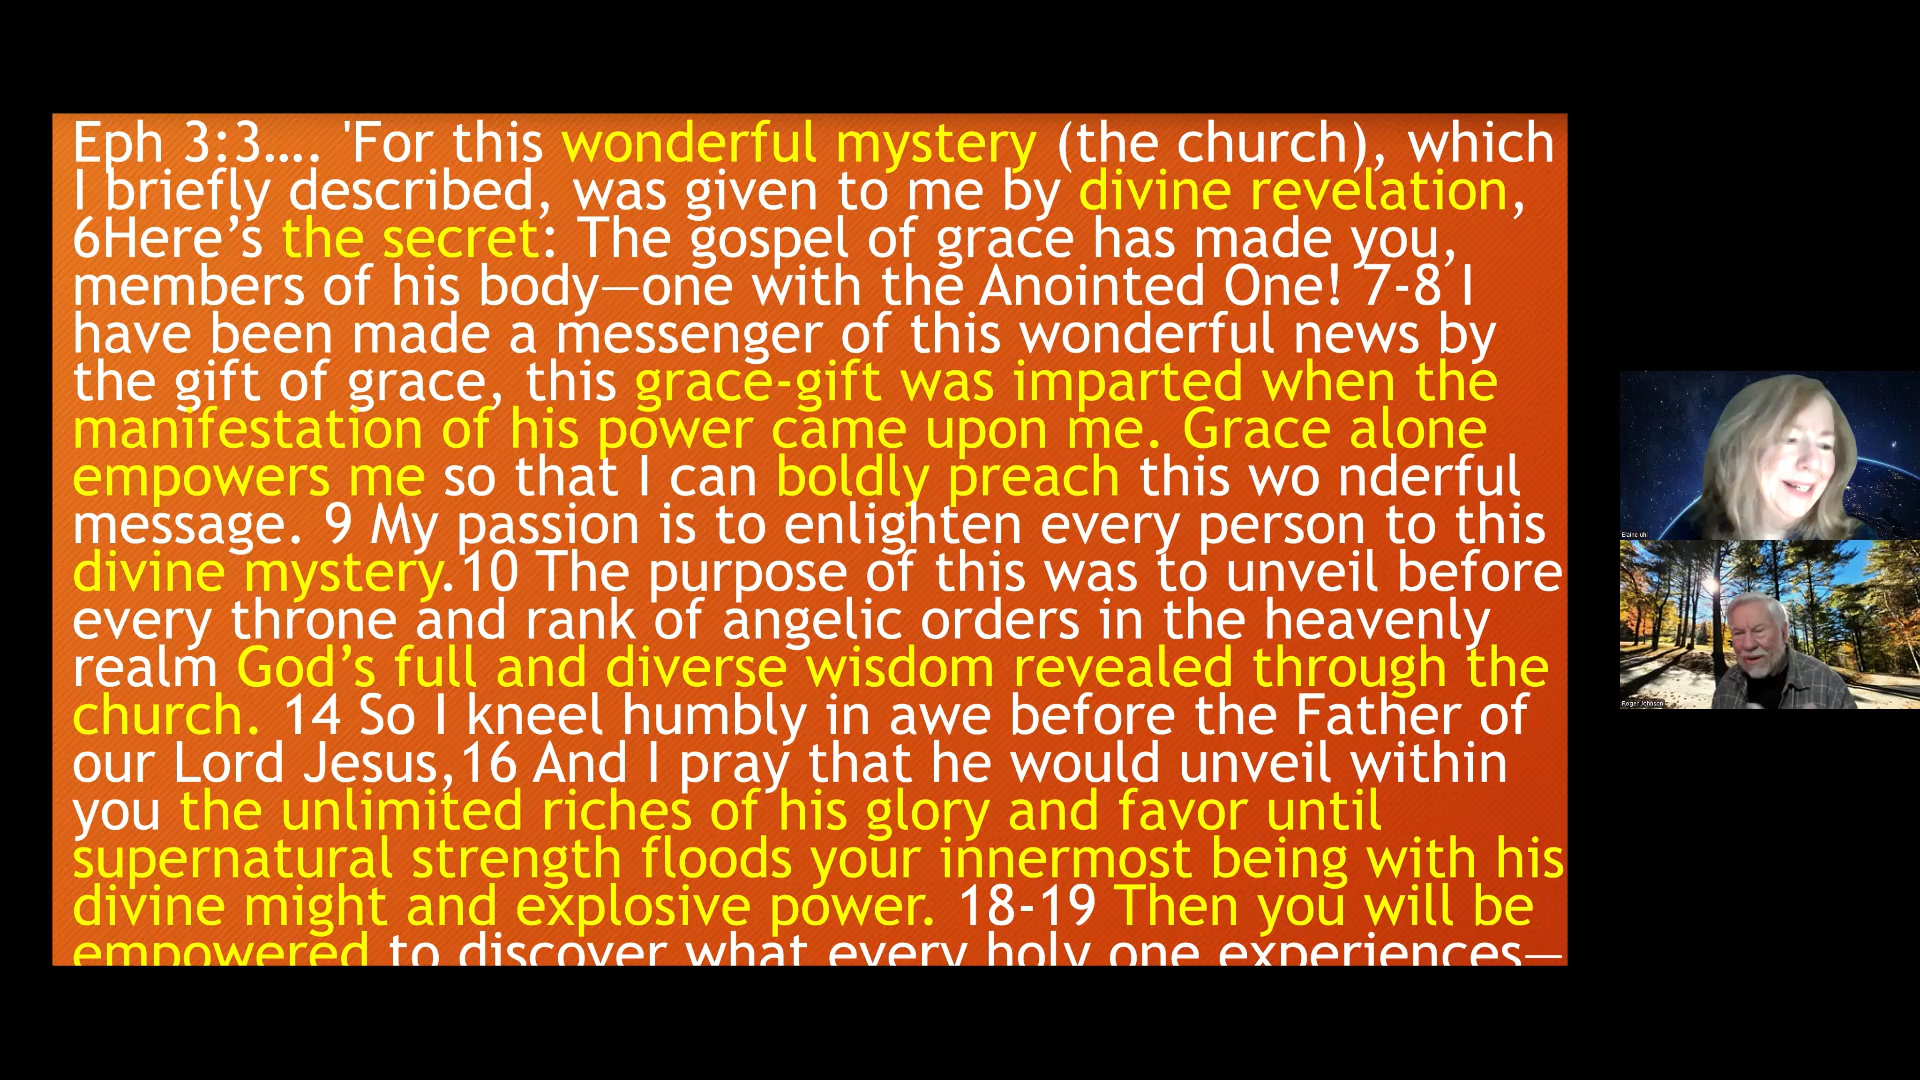 Eph 3:3…. 'For this wonderful mystery (the church), which
I briefly described, was given to me by divine revelation,
6Here’s the secret: The gospel of grace has made you,
members of his body—one with the Anointed One! 7-8 I
have been made a messenger of this wonderful news by
the gift of grace, this grace-gift was imparted when the
manifestation of his power came upon me. Grace alone
empowers me so that I can boldly preach this wo nderful
message. 9 My passion is to enlighten every person to this
divine mystery.10 The purpose of this was to unveil before
every throne and rank of angelic orders in the heavenly
realm God’s full and diverse wisdom revealed through the
church. 14 So I kneel humbly in awe before the Father of
our Lord Jesus,16 And I pray that he would unveil within
you the unlimited riches of his glory and favor until
supernatural strength floods your innermost being with his
divine might and explosive power. 18-19 Then you will be
empowered to discover what every holy one experiences—
Elaine uhl
Roger Johnson